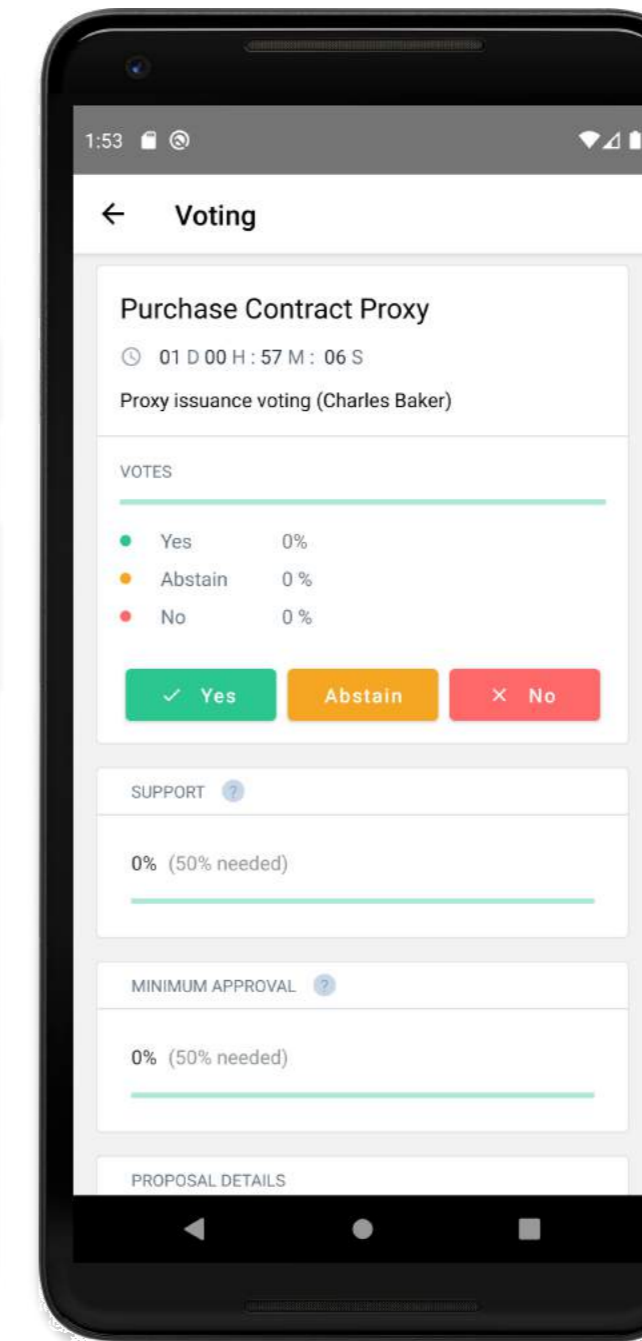 1:53
Voting
Purchase Contract Proxy
01 D 00 H : 57 M : 06 S
Proxy issuance voting (Charles Baker)
VOTES
Yes 0%
Abstain 0 %
No 0 %
Yes Abstain No
SUPPORT ?
0% (50% needed)
MINIMUM APPROVAL ?
0% (50% needed)
PROPOSAL DETAILS